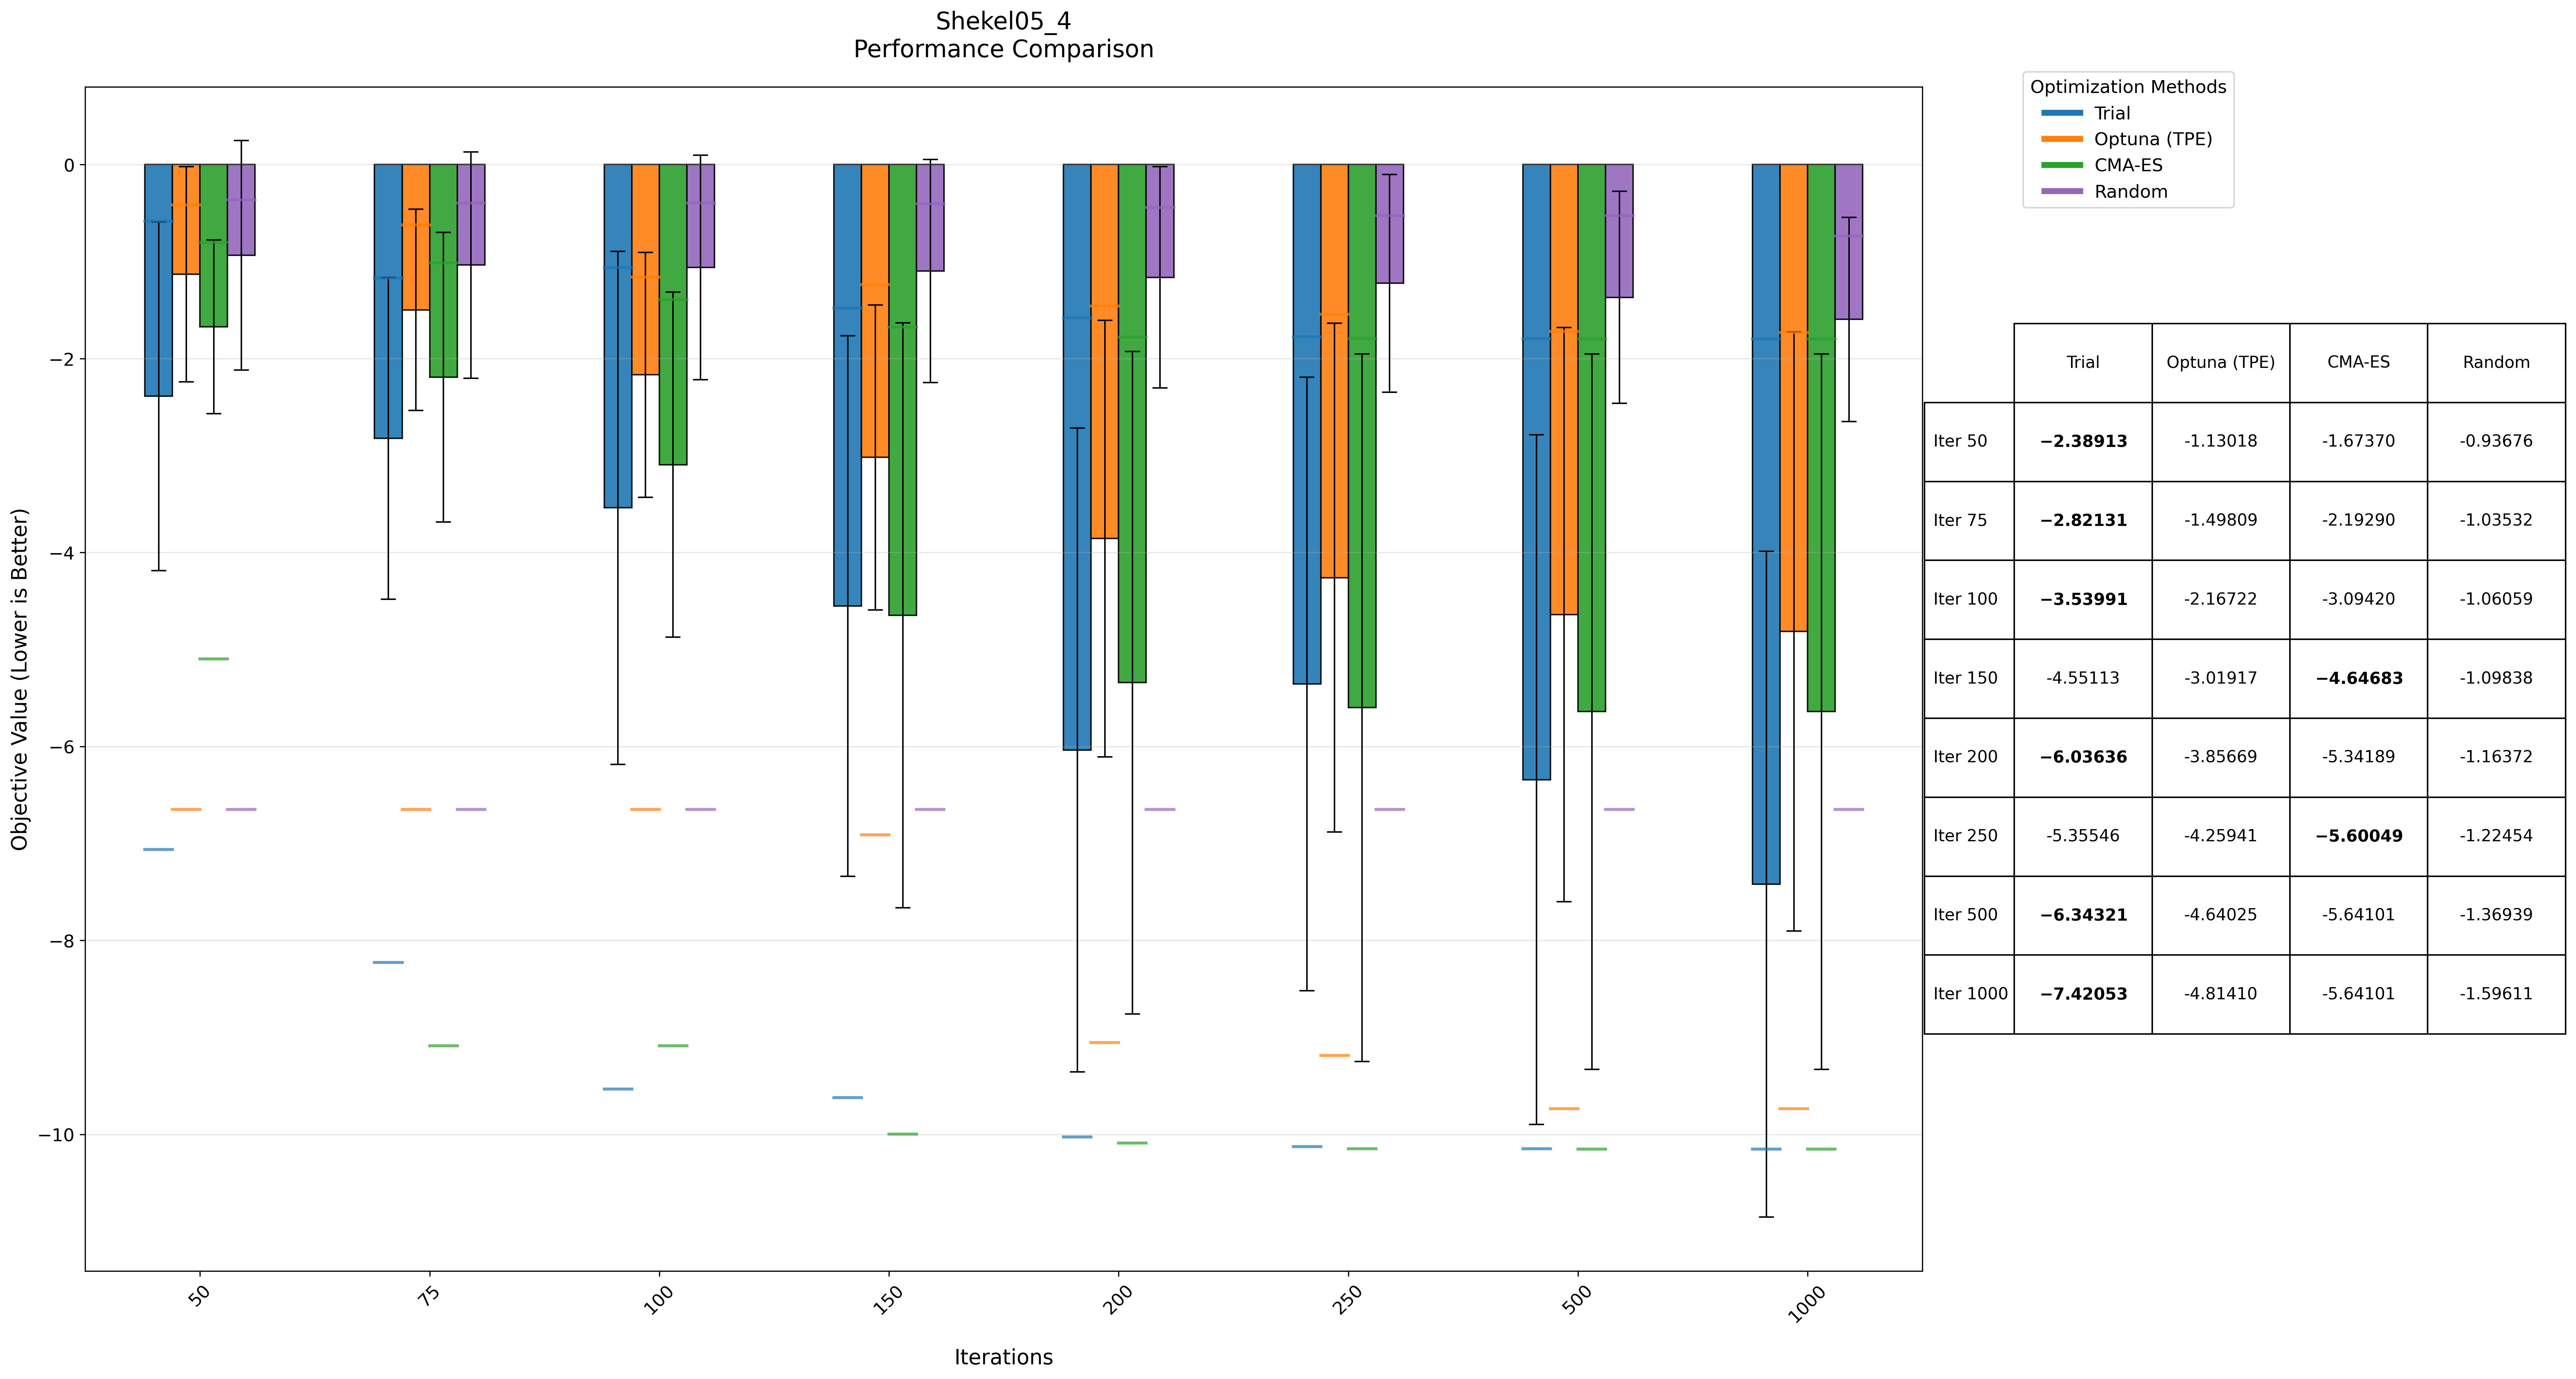 Shekel05_4
Performance Comparison
Optimization Methods
Trial
Optuna (TPE)
CMA-ES
Random
Objective Value (Lower is Better)
0
−2
−4
−6
−8
−10
50
75
100
150
200
250
500
1000
Iterations
Trial Optuna (TPE) CMA-ES Random
Iter 50 −2.38913 -1.13018 -1.67370 -0.93676
Iter 75 −2.82131 -1.49809 -2.19290 -1.03532
Iter 100 −3.53991 -2.16722 -3.09420 -1.06059
Iter 150 -4.55113 -3.01917 −4.64683 -1.09838
Iter 200 −6.03636 -3.85669 -5.34189 -1.16372
Iter 250 -5.35546 -4.25941 −5.60049 -1.22454
Iter 500 −6.34321 -4.64025 -5.64101 -1.36939
Iter 1000 −7.42053 -4.81410 -5.64101 -1.59611